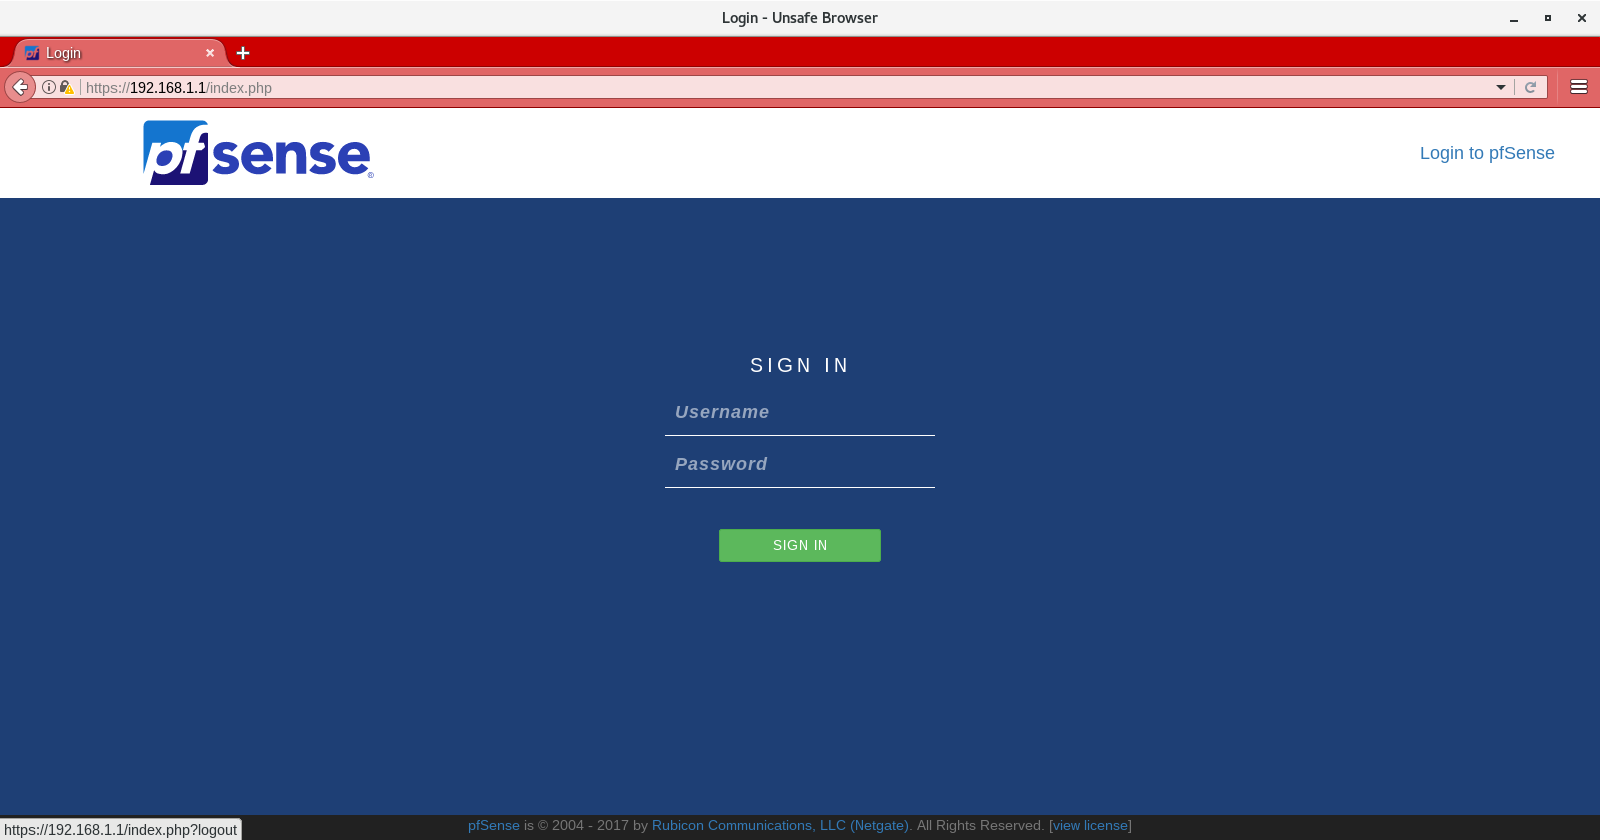 Login - Unsafe Browser
Login
https://192.168.1.1/index.php
pfsense®
Login to pfSense
SIGN IN
Username
Password
SIGN IN
https://192.168.1.1/index.php?logout
pfSense is © 2004 - 2017 by Rubicon Communications, LLC (Netgate). All Rights Reserved. [view license]